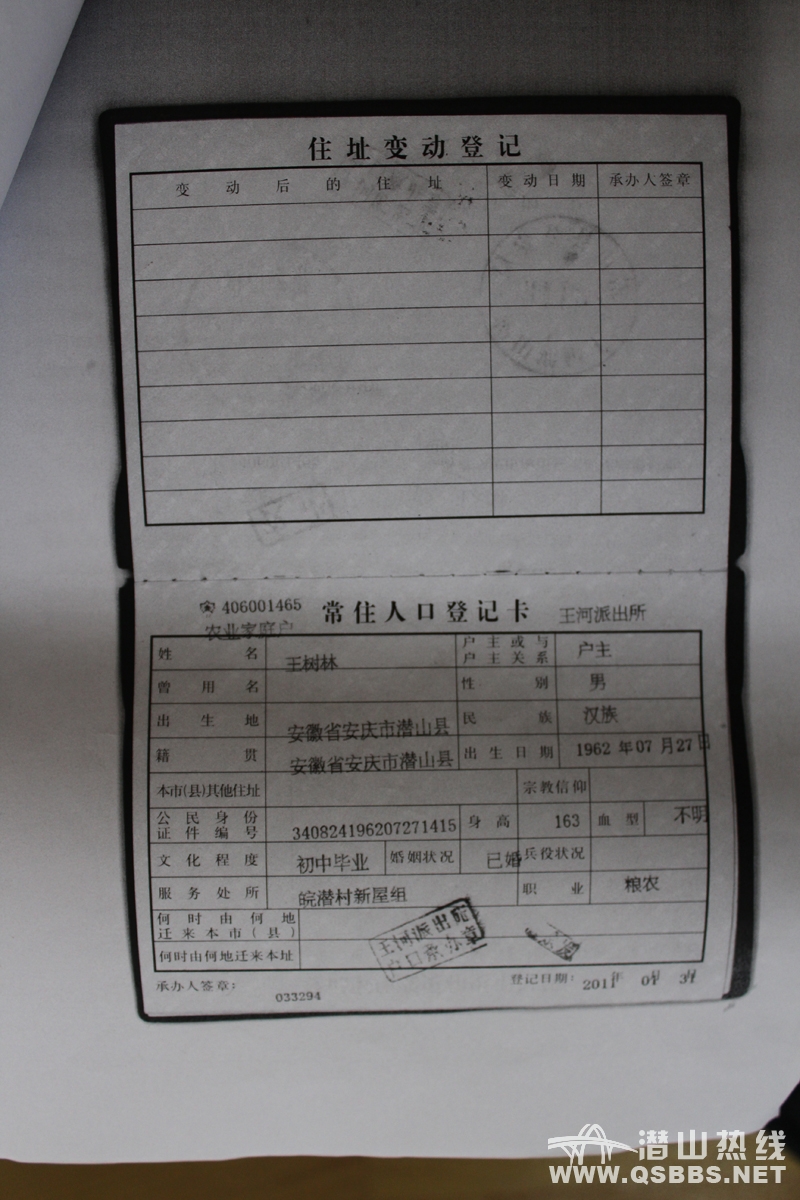 住址变动登记
变动后的住址 变动日期 承办人签章
☎406001465 常住人口登记卡 王河派出所
农业家庭户
姓名 王树林 户主或与户主关系 户主
曾用名 性别 男
出生地 安徽省安庆市潜山县 民族 汉族
籍贯 安徽省安庆市潜山县 出生日期 1962年07月27日
本市(县)其他住址 宗教信仰
公民身份证件编号 340824196207271415 身高 163 血型 不明
文化程度 初中毕业 婚姻状况 已婚 兵役状况
服务处所 皖潜村新屋组 职业 粮农
何时由何地迁来本市(县)
何时由何地迁来本址
王河派出所
户口承办章
承办人签章: 033294 登记日期: 2011年
潜山热线
WWW.QSBBS.NET